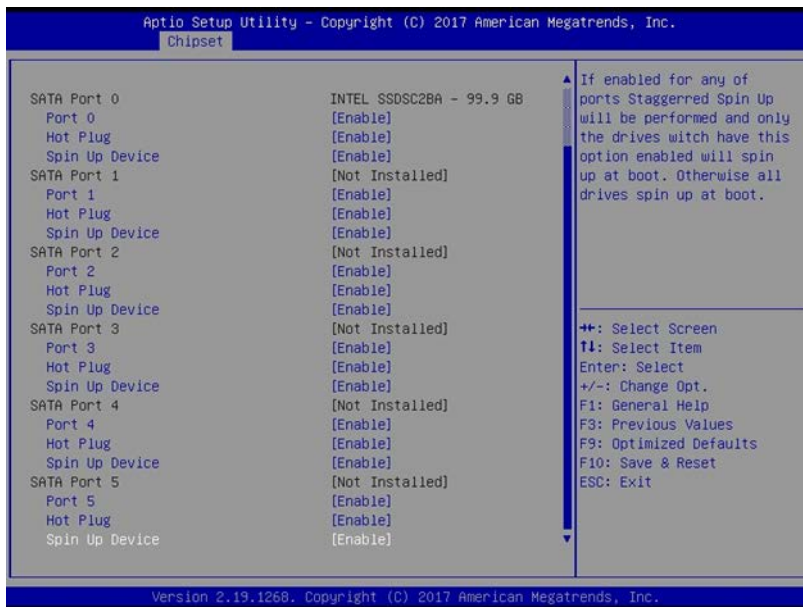 Aptio Setup Utility – Copyright (C) 2017 American Megatrends, Inc.
Chipset
SATA Port 0 INTEL SSDSC2BA - 99.9 GB
Port 0 [Enable]
Hot Plug [Enable]
Spin Up Device [Enable]
SATA Port 1 [Not Installed]
Port 1 [Enable]
Hot Plug [Enable]
Spin Up Device [Enable]
SATA Port 2 [Not Installed]
Port 2 [Enable]
Hot Plug [Enable]
Spin Up Device [Enable]
SATA Port 3 [Not Installed]
Port 3 [Enable]
Hot Plug [Enable]
Spin Up Device [Enable]
SATA Port 4 [Not Installed]
Port 4 [Enable]
Hot Plug [Enable]
Spin Up Device [Enable]
SATA Port 5 [Not Installed]
Port 5 [Enable]
Hot Plug [Enable]
Spin Up Device [Enable]
If enabled for any of
ports Staggerred Spin Up
will be performed and only
the drives witch have this
option enabled will spin
up at boot. Otherwise all
drives spin up at boot.
→←: Select Screen
↑↓: Select Item
Enter: Select
+/-: Change Opt.
F1: General Help
F3: Previous Values
F9: Optimized Defaults
F10: Save & Reset
ESC: Exit
Version 2.19.1268. Copyright (C) 2017 American Megatrends, Inc.